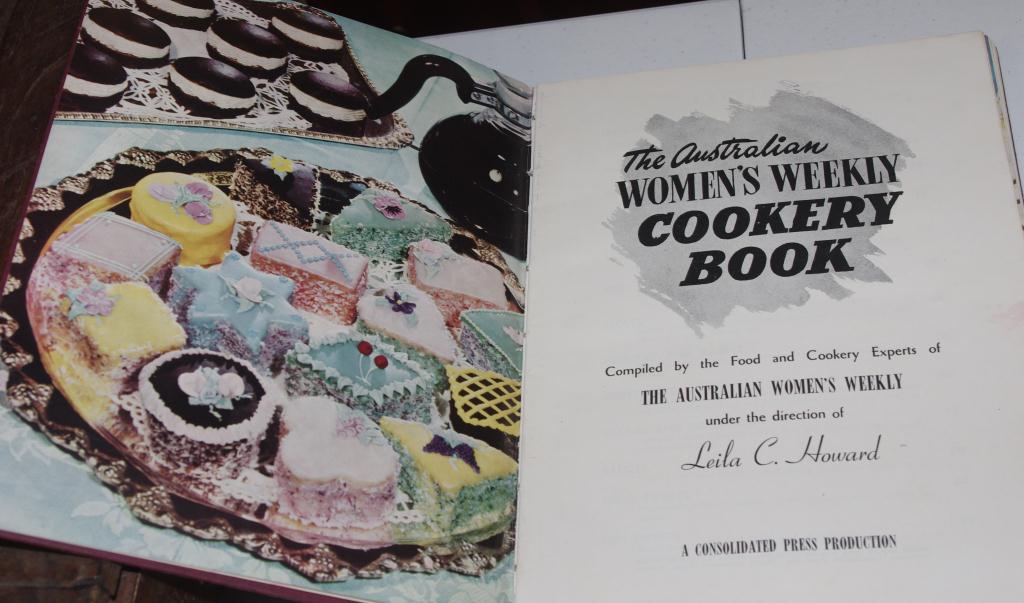 The Australian
WOMEN'S WEEKLY
COOKERY
BOOK
Compiled by the Food and Cookery Experts of
THE AUSTRALIAN WOMEN'S WEEKLY
under the direction of
Leila C. Howard
A CONSOLIDATED PRESS PRODUCTION